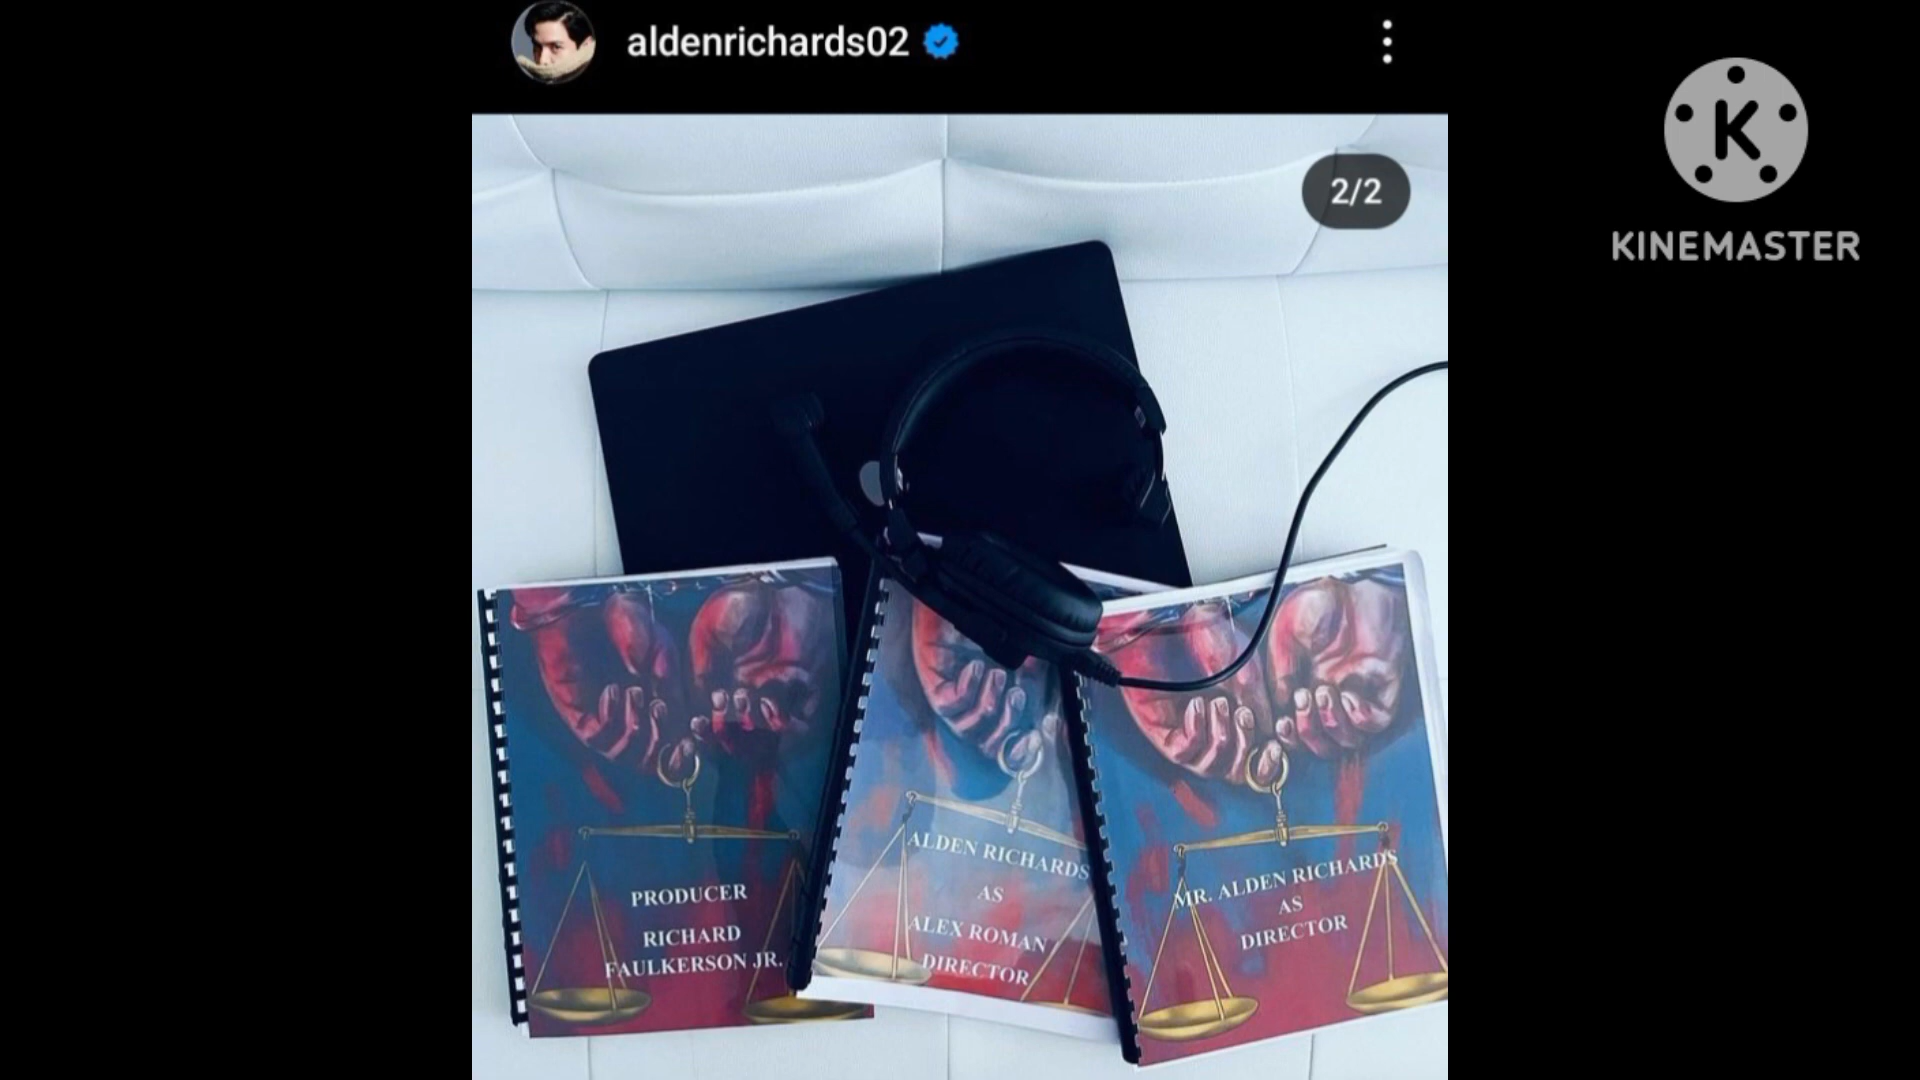 aldenrichards02
2/2
K
KINEMASTER
PRODUCER
RICHARD
FAULKERSON JR.
ALDEN RICHARDS
AS
ALEX ROMAN
DIRECTOR
MR. ALDEN RICHARDS
AS
DIRECTOR